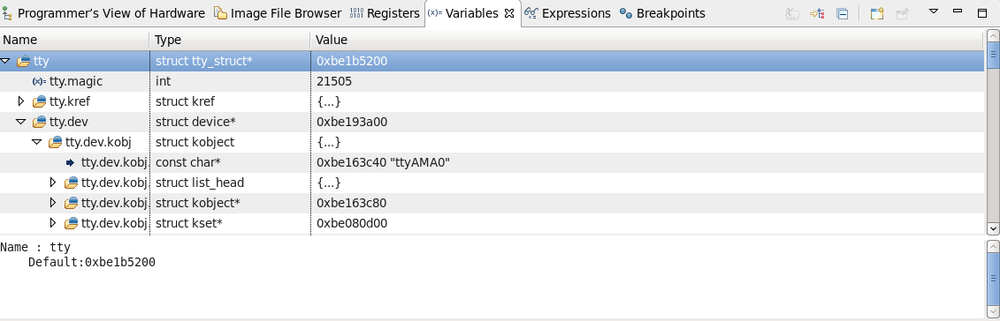 Programmer's View of Hardware Image File Browser 1010 0101 Registers (x)= Variables Expressions Breakpoints
Name Type Value
tty struct tty_struct* 0xbe1b5200
(x)= tty.magic int 21505
tty.kref struct kref {...}
tty.dev struct device* 0xbe193a00
tty.dev.kobj struct kobject {...}
tty.dev.kobj. const char* 0xbe163c40 "ttyAMA0"
tty.dev.kobj. struct list_head {...}
tty.dev.kobj. struct kobject* 0xbe163c80
tty.dev.kobj. struct kset* 0xbe080d00
Name : tty
Default:0xbe1b5200